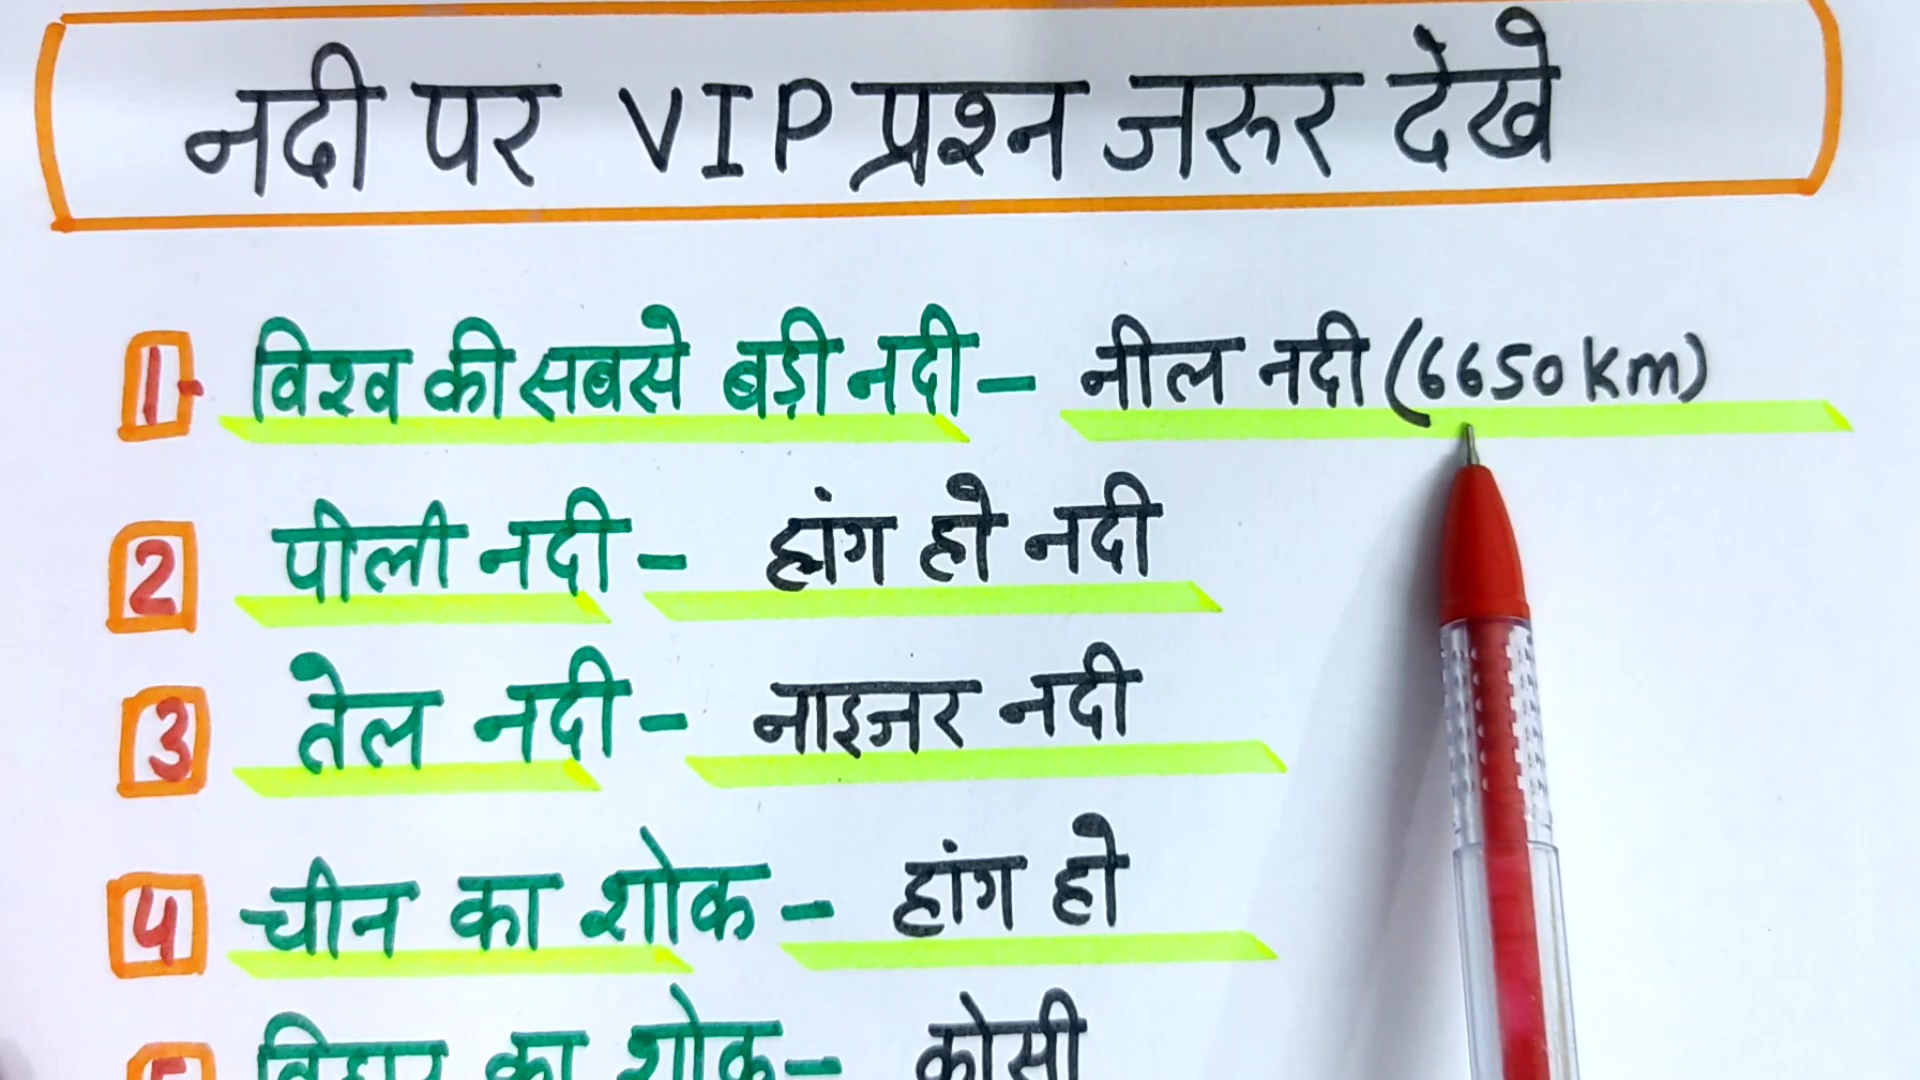 नदी पर VIP प्रश्न जरुर देखे
1- विश्व की सबसे बड़ी नदी - नील नदी (6650 km)
2 पीली नदी - हांग हो नदी
3 तेल नदी - नाइजर नदी
4 चीन का शोक - हांग हो
5 बिहार का शोक - कोसी